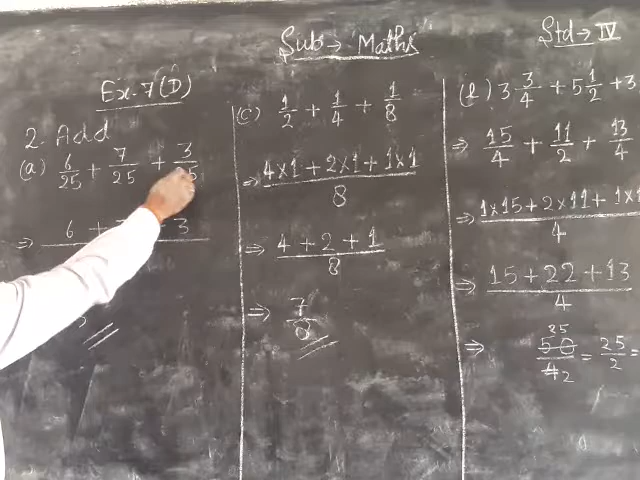 Sub → Maths
Std → IV
Ex-7(D)
2. Add
(a) 6/25 + 7/25 + 3/
⇒ 6 + 3
(c) 1/2 + 1/4 + 1/8
⇒ 4×1 + 2×1 + 1×1 / 8
⇒ 4 + 2 + 1 / 8
⇒ 7/8
3 3/4 + 5 1/2 + 3
⇒ 15/4 + 11/2 + 13/4
⇒ 1×15 + 2×11 + 1×1 / 4
⇒ 15 + 22 + 13 / 4
⇒ 25 50 / 4 2 = 25/2 =